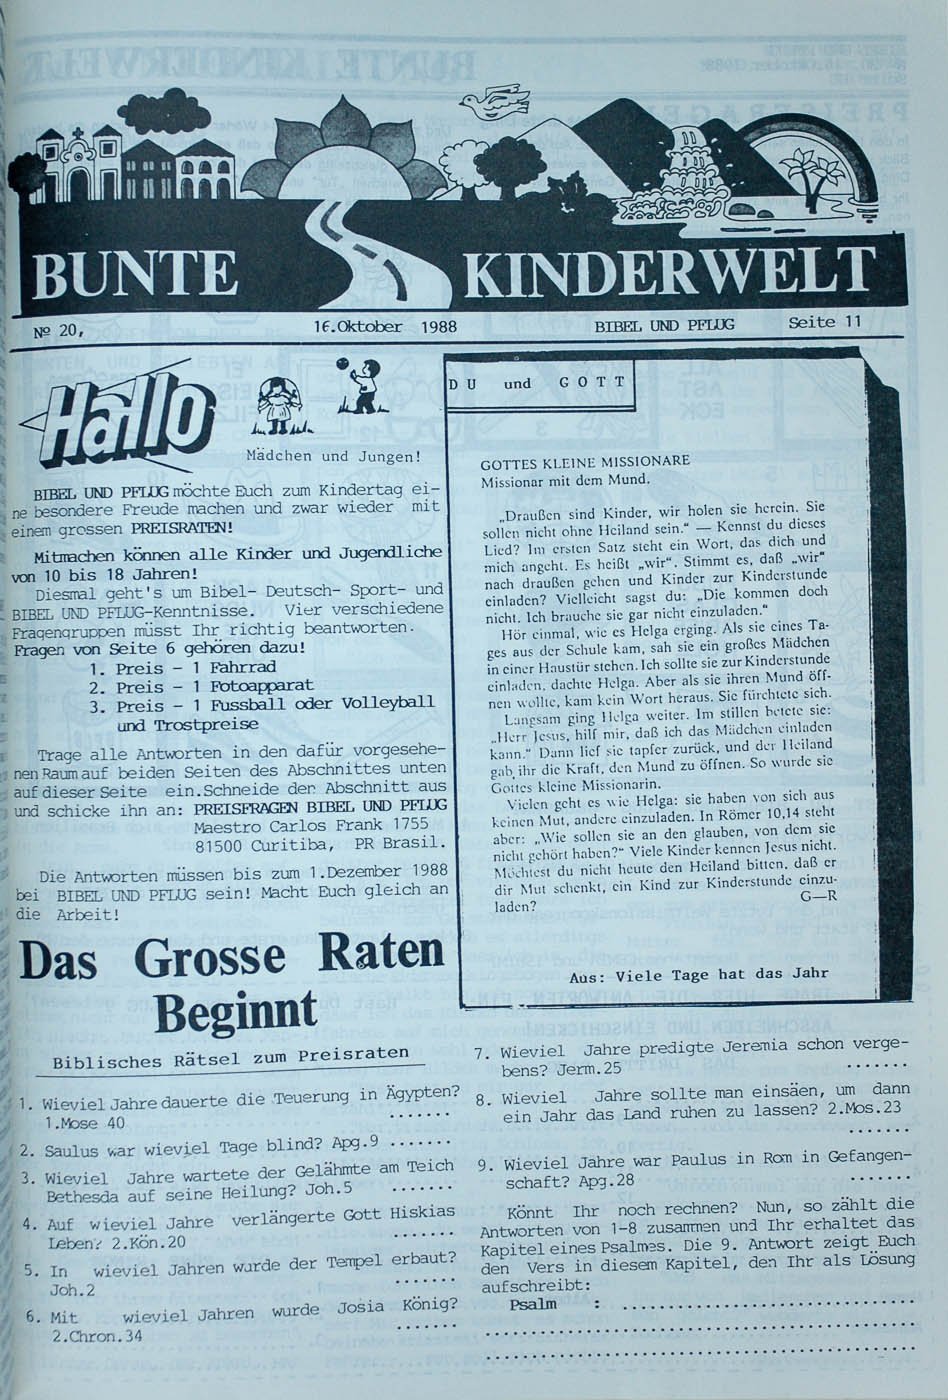 BUNTE KINDERWELT
Nº 20, 16.Oktober 1988 BIBEL UND PFLUG Seite 11
Hallo
Mädchen und Jungen!
BIBEL UND PFLUG möchte Euch zum Kindertag ei-
ne besondere Freude machen und zwar wieder mit
einem grossen PREISRATEN!
Mitmachen können alle Kinder und Jugendliche
von 10 bis 18 Jahren!
Diesmal geht's um Bibel- Deutsch- Sport- und
BIBEL UND PFLUG-Kenntnisse. Vier verschiedene
Fragengruppen müsst Ihr richtig beantworten.
Fragen von Seite 6 gehören dazu!
1. Preis - 1 Fahrrad
2. Preis - 1 Fotoapparat
3. Preis - 1 Fussball oder Volleyball
und Trostpreise
Trage alle Antworten in den dafür vorgesehe-
nen Raum auf beiden Seiten des Abschnittes unten
auf dieser Seite ein.Schneide der Abschnitt aus
und schicke ihn an: PREISFRAGEN BIBEL UND PFLUG
Maestro Carlos Frank 1755
81500 Curitiba, PR Brasil.
Die Antworten müssen bis zum 1.Dezember 1988
bei BIBEL UND PFLUG sein! Macht Euch gleich an
die Arbeit!
DU und GOTT
GOTTES KLEINE MISSIONARE
Missionar mit dem Mund.
„Draußen sind Kinder, wir holen sie herein. Sie
sollen nicht ohne Heiland sein.“ — Kennst du dieses
Lied? Im ersten Satz steht ein Wort, das dich und
mich angeht. Es heißt „wir“. Stimmt es, daß „wir“
nach draußen gehen und Kinder zur Kinderstunde
einladen? Vielleicht sagst du: „Die kommen doch
nicht. Ich brauche sie gar nicht einzuladen.“
Hör einmal, wie es Helga erging. Als sie eines Ta-
ges aus der Schule kam, sah sie ein großes Mädchen
in einer Haustür stehen. Ich sollte sie zur Kinderstunde
einladen, dachte Helga. Aber als sie ihren Mund öff-
nen wollte, kam kein Wort heraus. Sie fürchtete sich.
Langsam ging Helga weiter. Im stillen betete sie:
„Herr Jesus, hilf mir, daß ich das Mädchen einladen
kann.“ Dann lief sie tapfer zurück, und der Heiland
gab ihr die Kraft, den Mund zu öffnen. So wurde sie
Gottes kleine Missionarin.
Vielen geht es wie Helga: sie haben von sich aus
keinen Mut, andere einzuladen. In Römer 10,14 steht
aber: „Wie sollen sie an den glauben, von dem sie
nicht gehört haben?“ Viele Kinder kennen Jesus nicht.
Möchtest du nicht heute den Heiland bitten, daß er
dir Mut schenkt, ein Kind zur Kinderstunde einzu-
laden? G—R
Aus: Viele Tage hat das Jahr
Das Grosse Raten
Beginnt
Biblisches Rätsel zum Preisraten
1. Wieviel Jahre dauerte die Teuerung in Ägypten?
1.Mose 40 .......
2. Saulus war wieviel Tage blind? Apg.9 .......
3. Wieviel Jahre wartete der Gelähmte am Teich
Bethesda auf seine Heilung? Joh.5 .......
4. Auf wieviel Jahre verlängerte Gott Hiskias
Leben? 2.Kön.20 .......
5. In wieviel Jahren wurde der Tempel erbaut?
Joh.2 .......
6. Mit wieviel Jahren wurde Josia König?
2.Chron.34 .......
7. Wieviel Jahre predigte Jeremia schon verge-
bens? Jerm.25 .......
8. Wieviel Jahre sollte man einsäen, um dann
ein Jahr das Land ruhen zu lassen? 2.Mos.23
.......
9. Wieviel Jahre war Paulus in Rom in Gefangen-
schaft? Apg.28 .......
Könnt Ihr noch rechnen? Nun, so zählt die
Antworten von 1-8 zusammen und Ihr erhaltet das
Kapitel eines Psalmes. Die 9. Antwort zeigt Euch
den Vers in diesem Kapitel, den Ihr als Lösung
aufschreibt:
Psalm : ................................